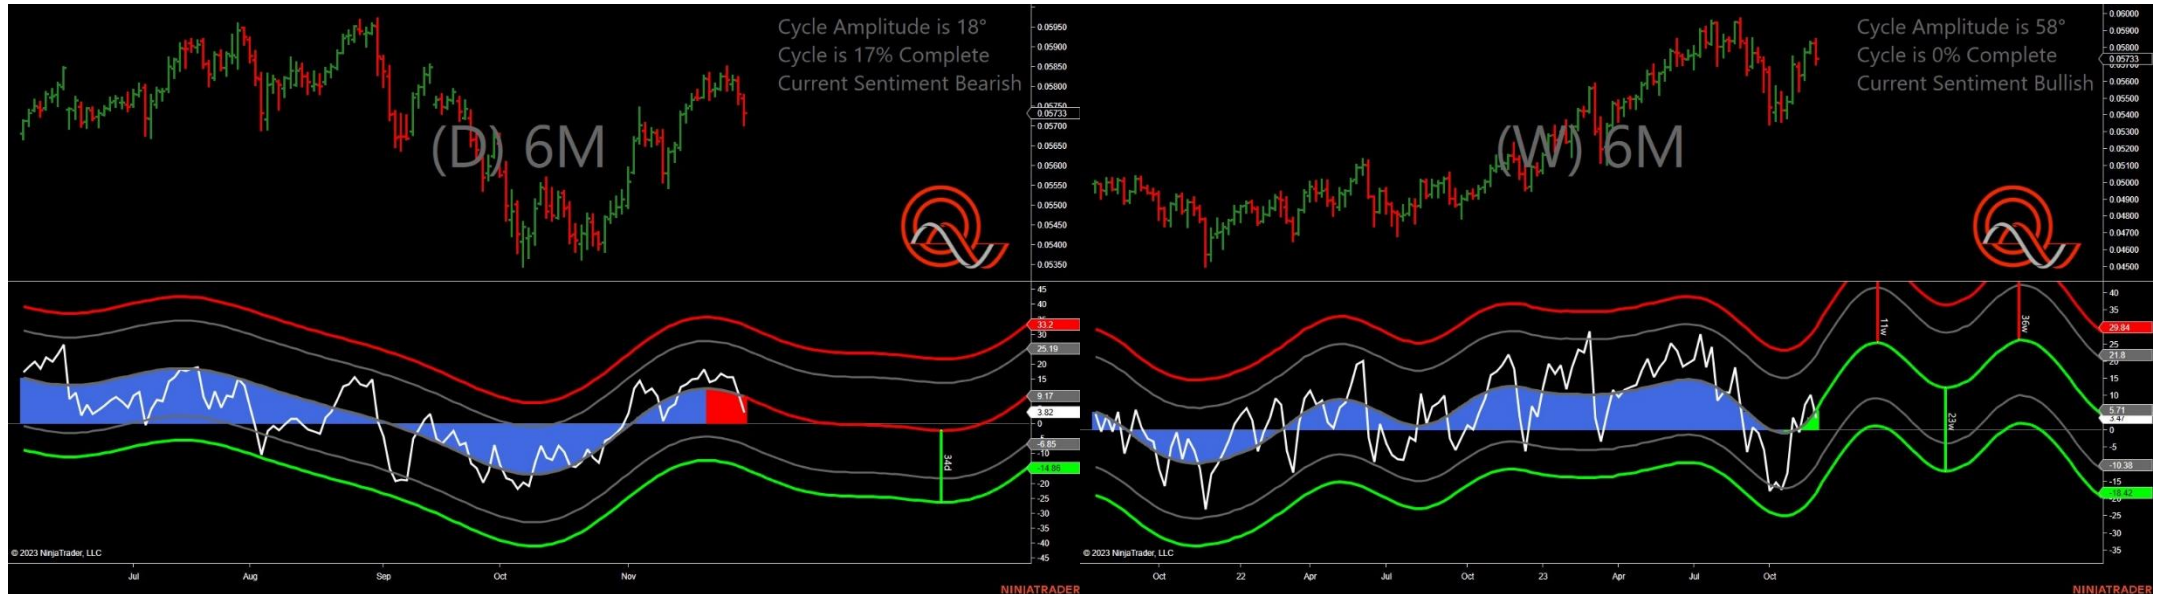 Cycle Amplitude is 18°
Cycle is 17% Complete
Current Sentiment Bearish
(D) 6M
0.05950
0.05900
0.05850
0.05800
0.05750
0.05733
0.05700
0.05650
0.05600
0.05550
0.05500
0.05450
0.05400
0.05350
45
40
35
33.2
30
25.19
20
15
9.17
3.82
0
-5
-6.85
-10
-14.86
-20
-25
-30
-35
-40
-45
34d
© 2023 NinjaTrader, LLC
Jul
Aug
Sep
Oct
Nov
NINJATRADER
Cycle Amplitude is 58°
Cycle is 0% Complete
Current Sentiment Bullish
(W) 6M
0.06000
0.05900
0.05800
0.05733
0.05600
0.05500
0.05400
0.05300
0.05200
0.05100
0.05000
0.04900
0.04800
0.04700
0.04600
0.04500
40
35
29.84
25
21.8
15
10
5.71
3.47
0
-5
-10.38
-15
-18.42
-25
-30
-35
11w
23w
36w
© 2023 NinjaTrader, LLC
Oct
22
Apr
Jul
Oct
23
Apr
Jul
Oct
NINJATRADER